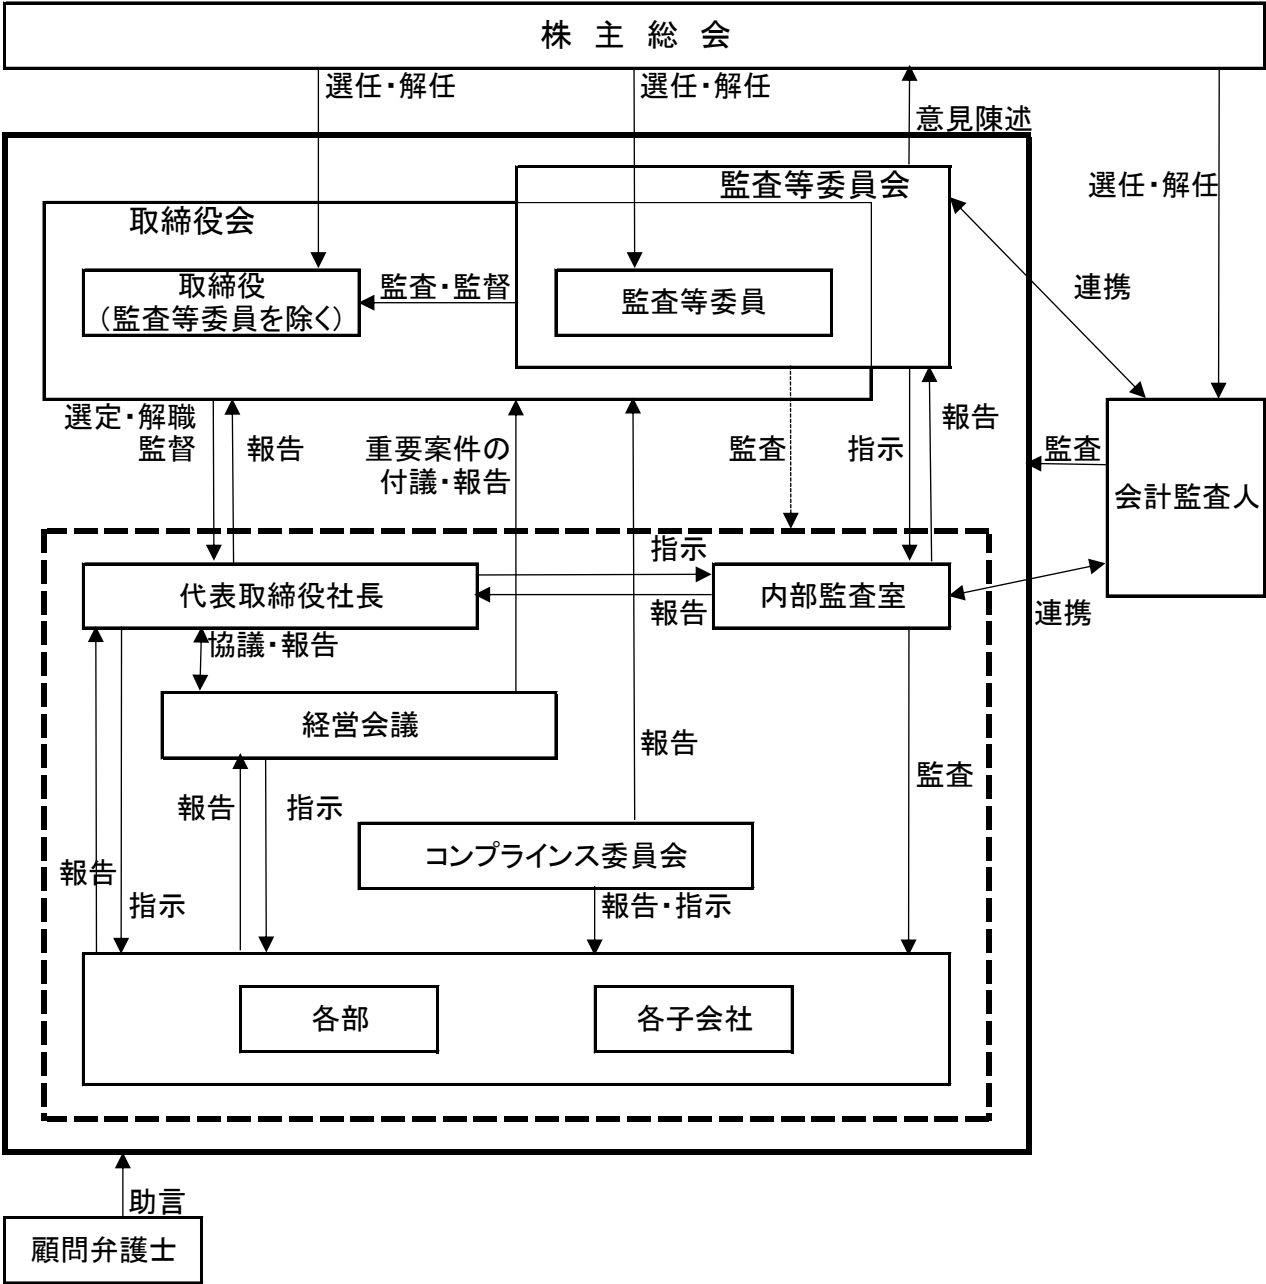 株主総会
選任・解任
選任・解任
意見陳述
選任・解任
監査等委員会
取締役会
取締役
（監査等委員を除く）
監査・監督
監査等委員
連携
選定・解職
監督
報告
重要案件の
付議・報告
監査
指示
報告
監査
会計監査人
指示
代表取締役社長
内部監査室
報告
連携
協議・報告
経営会議
報告
監査
報告
指示
コンプラインス委員会
報告
指示
報告・指示
各部
各子会社
助言
顧問弁護士